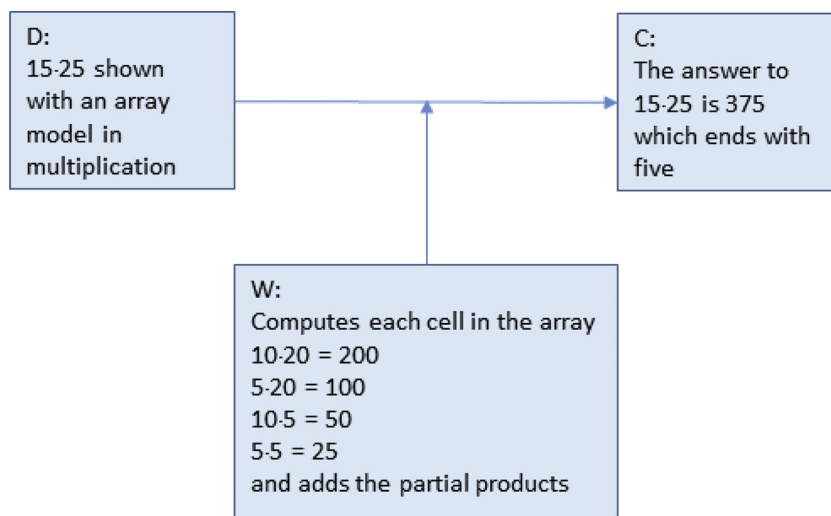 D:
15·25 shown
with an array
model in
multiplication
C:
The answer to
15·25 is 375
which ends with
five
W:
Computes each cell in the array
10·20 = 200
5·20 = 100
10·5 = 50
5·5 = 25
and adds the partial products